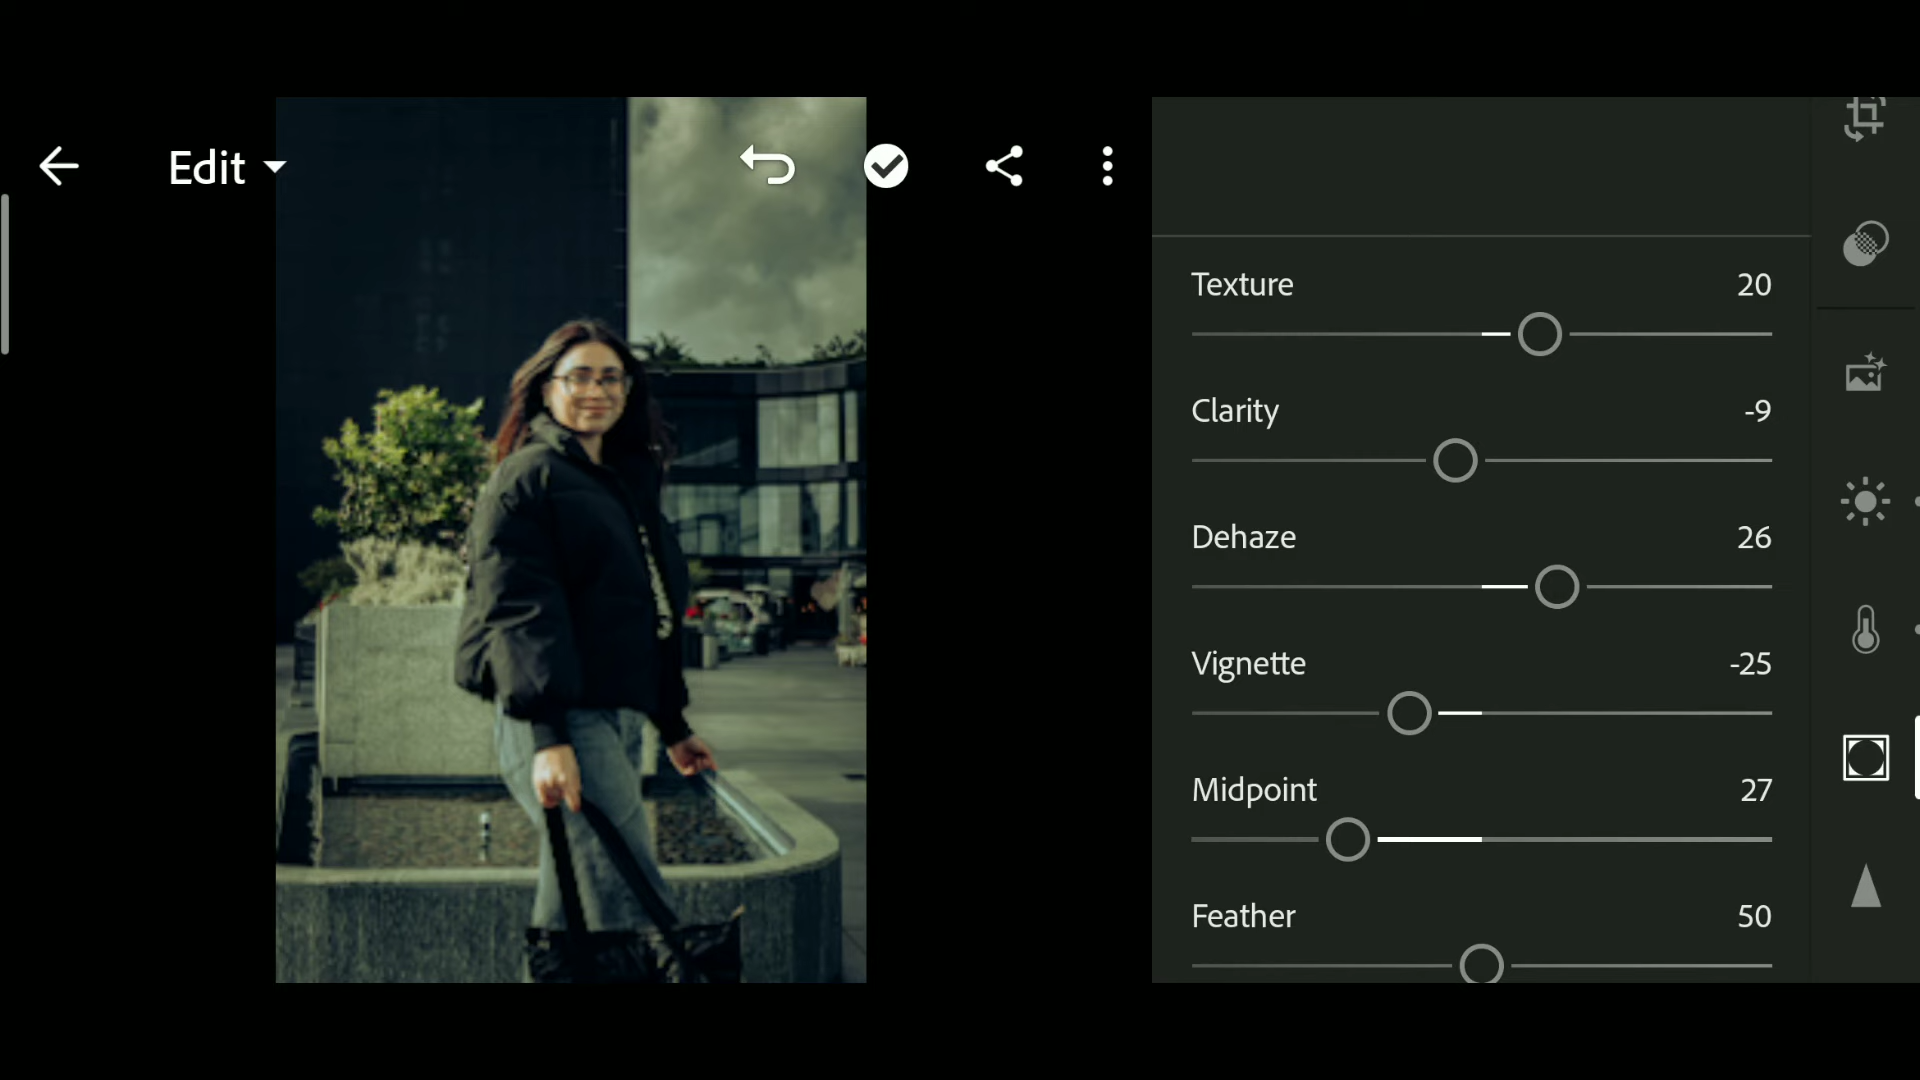 Edit
Texture 20
Clarity -9
Dehaze 26
Vignette -25
Midpoint 27
Feather 50